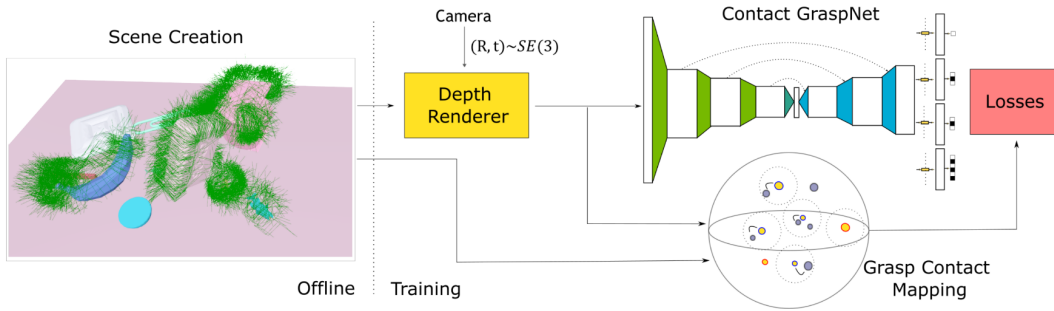 Scene Creation
Camera
(R, t)~SE(3)
Depth
Renderer
Contact GraspNet
Losses
Grasp Contact
Mapping
Offline
Training